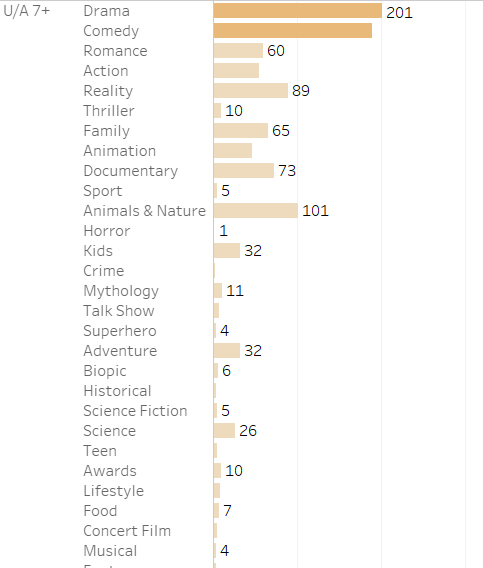 U/A 7+ Drama 201
Comedy
Romance 60
Action
Reality 89
Thriller 10
Family 65
Animation
Documentary 73
Sport 5
Animals & Nature 101
Horror 1
Kids 32
Crime
Mythology 11
Talk Show
Superhero 4
Adventure 32
Biopic 6
Historical
Science Fiction 5
Science 26
Teen
Awards 10
Lifestyle
Food 7
Concert Film
Musical 4